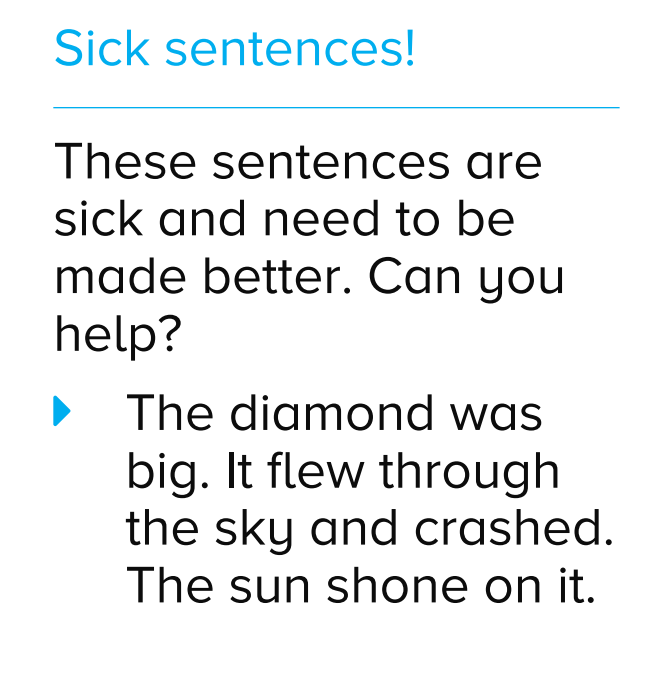 Sick sentences!
These sentences are
sick and need to be
made better. Can you
help?
The diamond was
big. It flew through
the sky and crashed.
The sun shone on it.